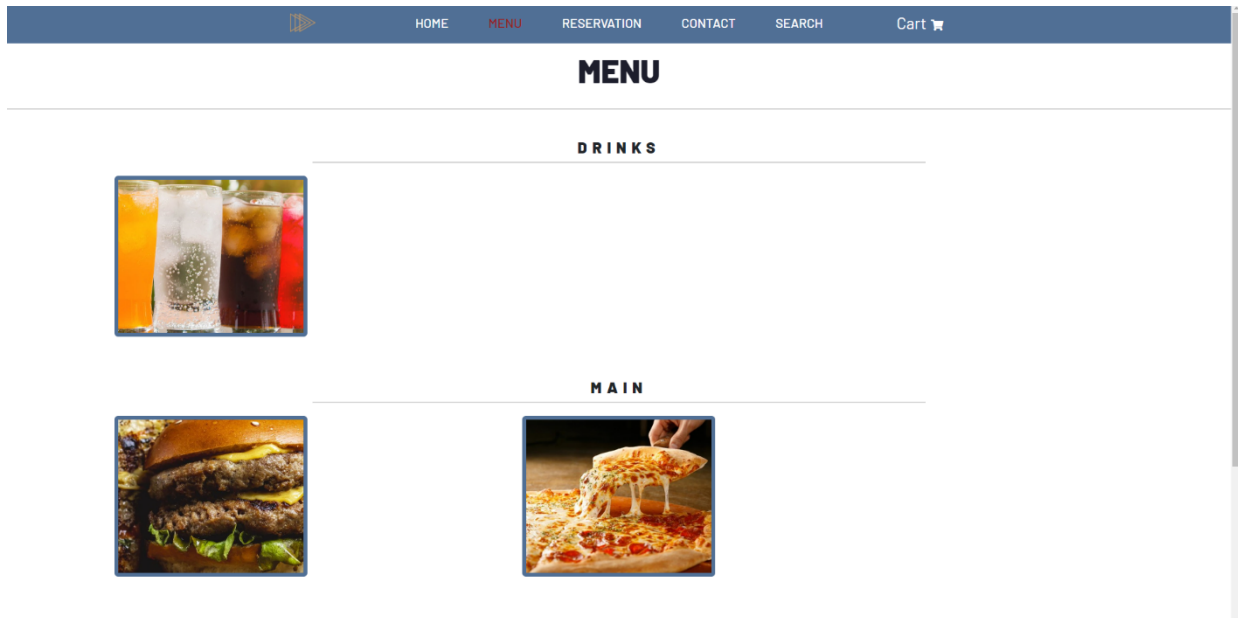 HOME MENU RESERVATION CONTACT SEARCH Cart
MENU
DRINKS
MAIN